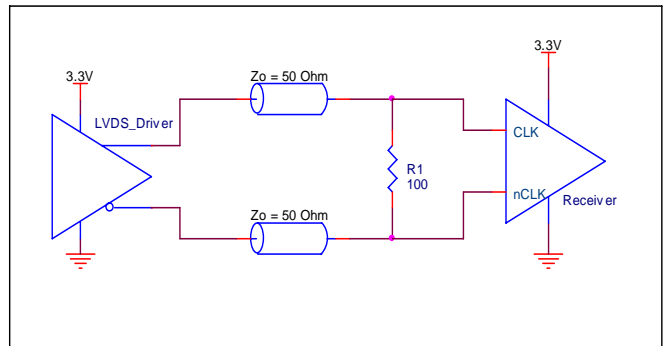 3.3V
LVDS_Driver
Zo = 50 Ohm
Zo = 50 Ohm
R1
100
3.3V
CLK
nCLK
Receiver